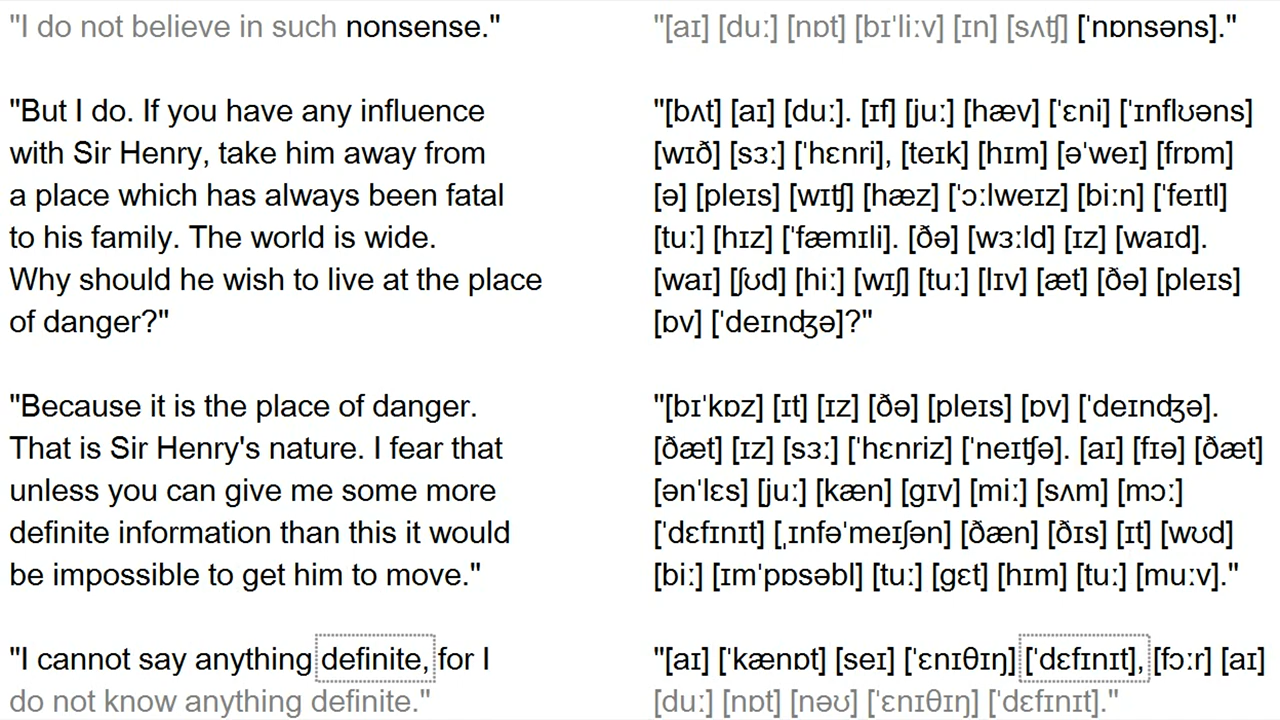 "I do not believe in such nonsense."
"But I do. If you have any influence
with Sir Henry, take him away from
a place which has always been fatal
to his family. The world is wide.
Why should he wish to live at the place
of danger?"
"Because it is the place of danger.
That is Sir Henry's nature. I fear that
unless you can give me some more
definite information than this it would
be impossible to get him to move."
"I cannot say anything definite, for I
do not know anything definite."
"[aɪ] [duː] [nɒt] [bɪˈliːv] [ɪn] [sʌʧ] [ˈnɒnsəns]."
"[bʌt] [aɪ] [duː]. [ɪf] [juː] [hæv] [ˈɛni] [ˈɪnflʊəns]
[wɪð] [sɜː] [ˈhɛnri], [teɪk] [hɪm] [əˈweɪ] [frɒm]
[ə] [pleɪs] [wɪʧ] [hæz] [ˈɔːlweɪz] [biːn] [ˈfeɪtl]
[tuː] [hɪz] [ˈfæmɪli]. [ðə] [wɜːld] [ɪz] [waɪd].
[waɪ] [ʃʊd] [hiː] [wɪʃ] [tuː] [lɪv] [æt] [ðə] [pleɪs]
[ɒv] [ˈdeɪnʤə]?"
"[bɪˈkɒz] [ɪt] [ɪz] [ðə] [pleɪs] [ɒv] [ˈdeɪnʤə].
[ðæt] [ɪz] [sɜː] [ˈhɛnriz] [ˈneɪʧə]. [aɪ] [fɪə] [ðæt]
[ənˈlɛs] [juː] [kæn] [gɪv] [miː] [sʌm] [mɔː]
[ˈdɛfɪnɪt] [ˌɪnfəˈmeɪʃən] [ðæn] [ðɪs] [ɪt] [wʊd]
[biː] [ɪmˈpɒsəbl] [tuː] [gɛt] [hɪm] [tuː] [muːv]."
"[aɪ] [ˈkænɒt] [seɪ] [ˈɛnɪθɪŋ] [ˈdɛfɪnɪt], [fɔːr] [aɪ]
[duː] [nɒt] [nəʊ] [ˈɛnɪθɪŋ] [ˈdɛfɪnɪt]."